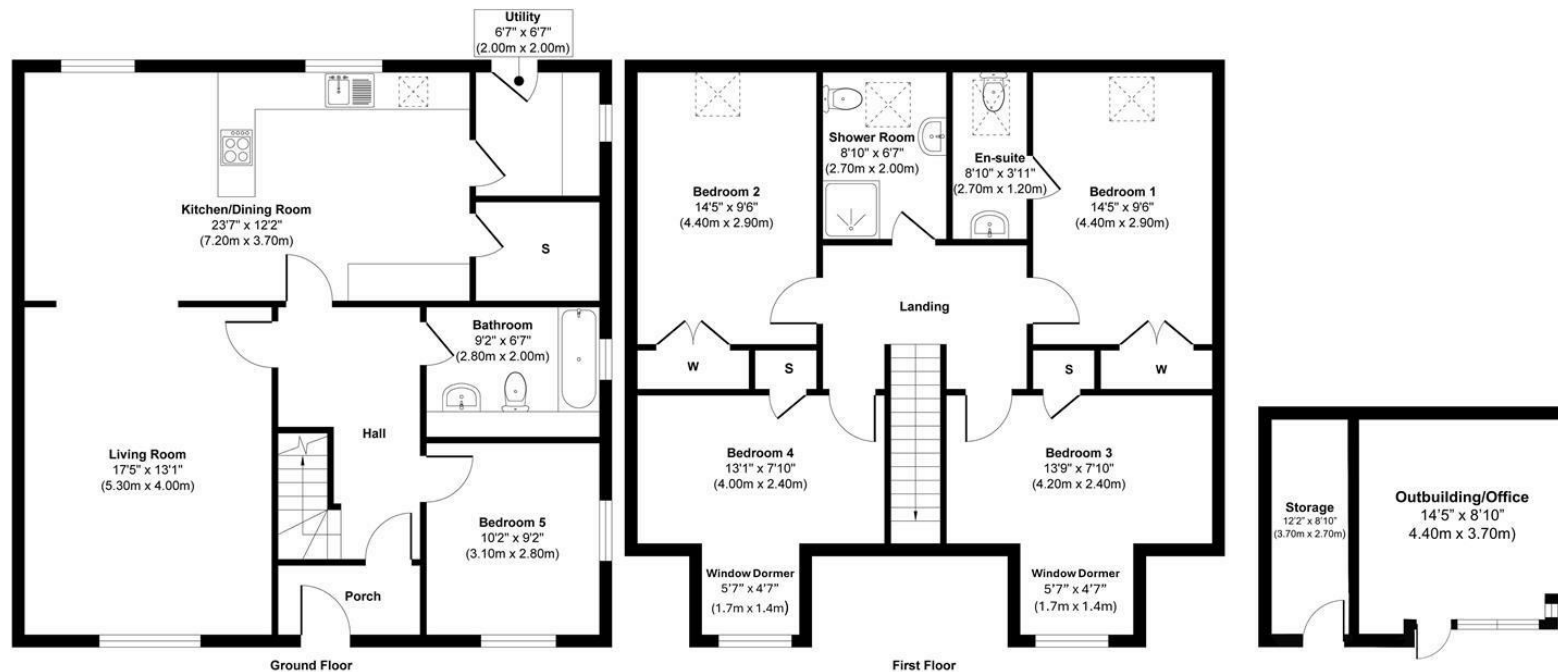 Utility
6'7" x 6'7"
(2.00m x 2.00m)
Kitchen/Dining Room
23'7" x 12'2"
(7.20m x 3.70m)
S
Bathroom
9'2" x 6'7"
(2.80m x 2.00m)
Hall
Living Room
17'5" x 13'1"
(5.30m x 4.00m)
Bedroom 5
10'2" x 9'2"
(3.10m x 2.80m)
Porch
Ground Floor
Shower Room
8'10" x 6'7"
(2.70m x 2.00m)
En-suite
8'10" x 3'11"
(2.70m x 1.20m)
Bedroom 2
14'5" x 9'6"
(4.40m x 2.90m)
Bedroom 1
14'5" x 9'6"
(4.40m x 2.90m)
Landing
W
S
S
W
Bedroom 4
13'1" x 7'10"
(4.00m x 2.40m)
Bedroom 3
13'9" x 7'10"
(4.20m x 2.40m)
Window Dormer
5'7" x 4'7"
(1.7m x 1.4m)
Window Dormer
5'7" x 4'7"
(1.7m x 1.4m)
First Floor
Storage
12'2" x 8'10"
(3.70m x 2.70m)
Outbuilding/Office
14'5" x 8'10"
4.40m x 3.70m)